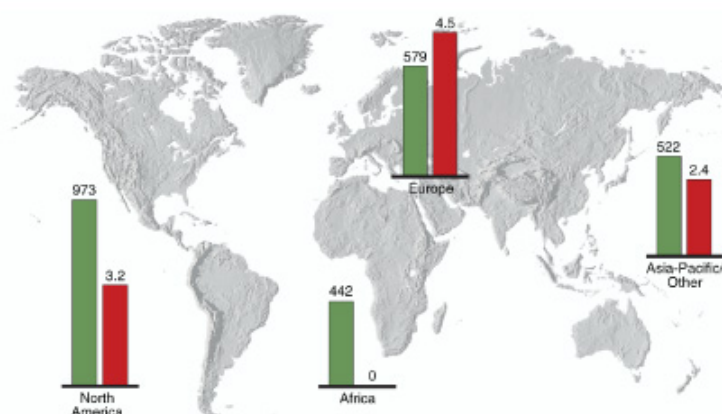 4.5
579
Europe
522
2.4
Asia-Pacific/
Other
973
3.2
North
America
442
0
Africa